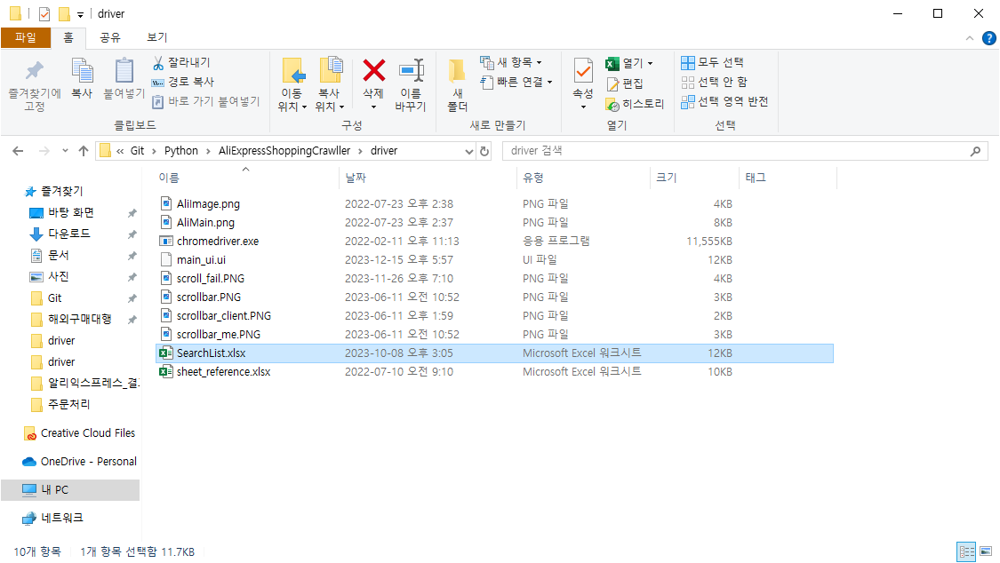 driver
파일 홈 공유 보기
즐겨찾기에 고정
복사
붙여넣기
잘라내기
경로 복사
바로 가기 붙여넣기
클립보드
이동 위치
복사 위치
삭제
이름 바꾸기
구성
새 폴더
새 항목
빠른 연결
새로 만들기
속성
열기
편집
히스토리
열기
모두 선택
선택 안 함
선택 영역 반전
선택
« Git > Python > AliExpressShoppingCrawller > driver
driver 검색
이름 날짜 유형 크기 태그
AliImage.png 2022-07-23 오후 2:38 PNG 파일 4KB
AliMain.png 2022-07-23 오후 2:37 PNG 파일 8KB
chromedriver.exe 2022-02-11 오후 11:13 응용 프로그램 11,555KB
main_ui.ui 2023-12-15 오후 5:57 UI 파일 12KB
scroll_fail.PNG 2023-11-26 오후 7:10 PNG 파일 4KB
scrollbar.PNG 2023-06-11 오전 10:52 PNG 파일 3KB
scrollbar_client.PNG 2023-06-11 오후 1:59 PNG 파일 2KB
scrollbar_me.PNG 2023-06-11 오전 10:52 PNG 파일 3KB
SearchList.xlsx 2023-10-08 오후 3:05 Microsoft Excel 워크시트 12KB
sheet_reference.xlsx 2022-07-10 오전 9:10 Microsoft Excel 워크시트 10KB
즐겨찾기
바탕 화면
다운로드
문서
사진
Git
해외구매대행
driver
driver
알리익스프레스_결
주문처리
Creative Cloud Files
OneDrive - Personal
내 PC
네트워크
10개 항목 1개 항목 선택함 11.7KB